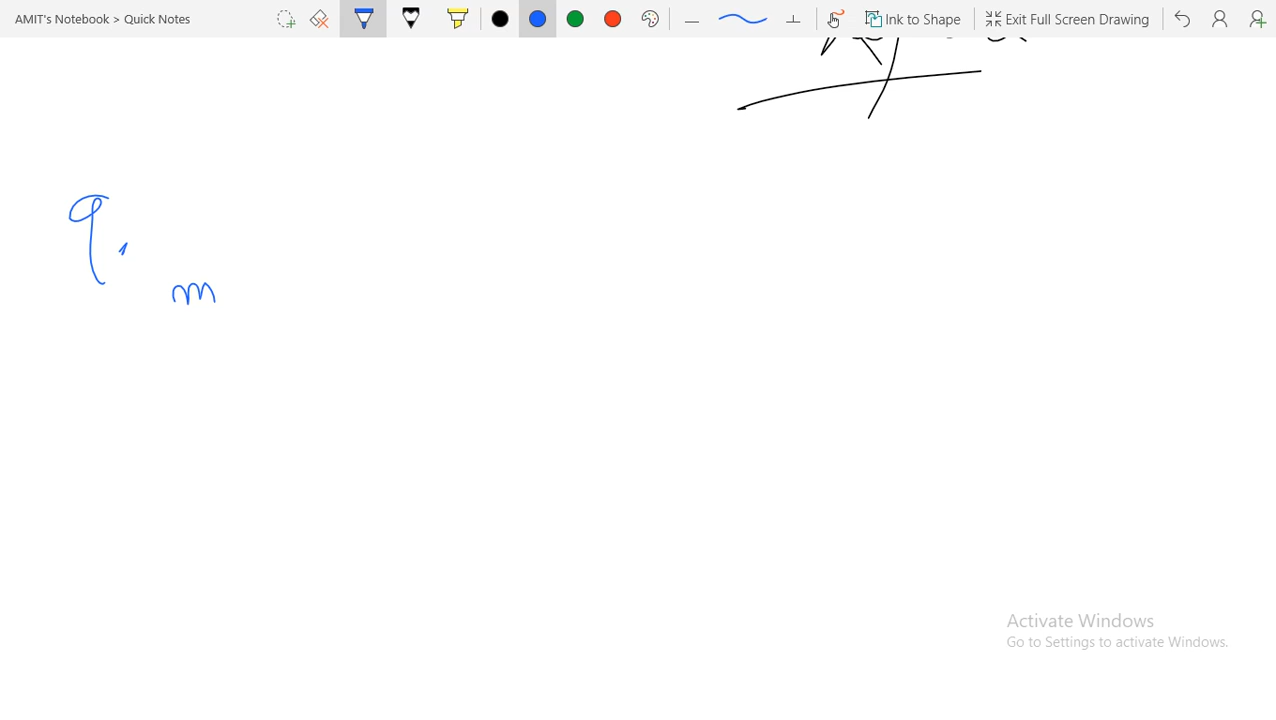 AMIT's Notebook > Quick Notes
Ink to Shape
Exit Full Screen Drawing
9.
m
Activate Windows
Go to Settings to activate Windows.